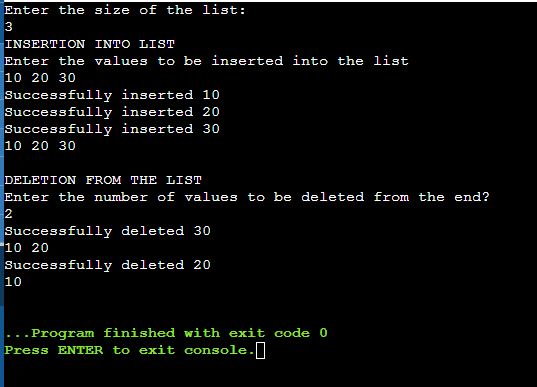 Enter the size of the list:
3
INSERTION INTO LIST
Enter the values to be inserted into the list
10 20 30
Successfully inserted 10
Successfully inserted 20
Successfully inserted 30
10 20 30
DELETION FROM THE LIST
Enter the number of values to be deleted from the end?
2
Successfully deleted 30
10 20
Successfully deleted 20
10
...Program finished with exit code 0
Press ENTER to exit console.